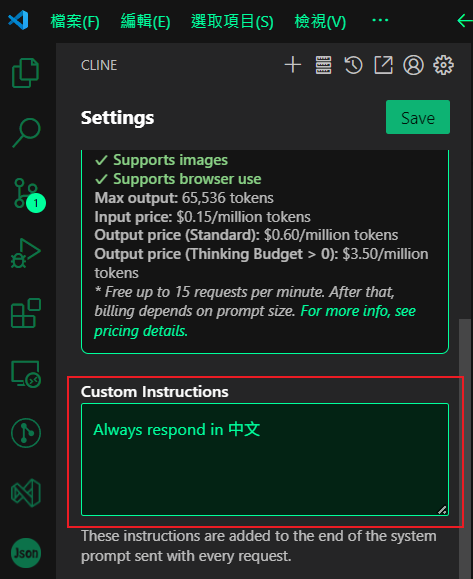 檔案(F) 編輯(E) 選取項目(S) 檢視(V) ···
CLINE
Settings
Save
✓ Supports images
✓ Supports browser use
Max output: 65,536 tokens
Input price: $0.15/million tokens
Output price (Standard): $0.60/million tokens
Output price (Thinking Budget > 0): $3.50/million
tokens
* Free up to 15 requests per minute. After that,
billing depends on prompt size. For more info, see
pricing details.
1
Custom Instructions
Always respond in 中文
These instructions are added to the end of the system
prompt sent with every request.
Json